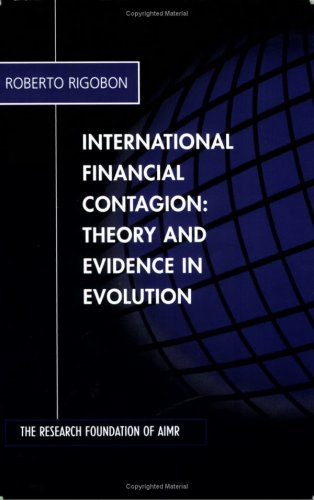 ROBERTO RIGOBON
INTERNATIONAL
FINANCIAL
CONTAGION:
THEORY AND
EVIDENCE IN
EVOLUTION
THE RESEARCH FOUNDATION OF AIMR
Copyrighted Material
Copyrighted Material